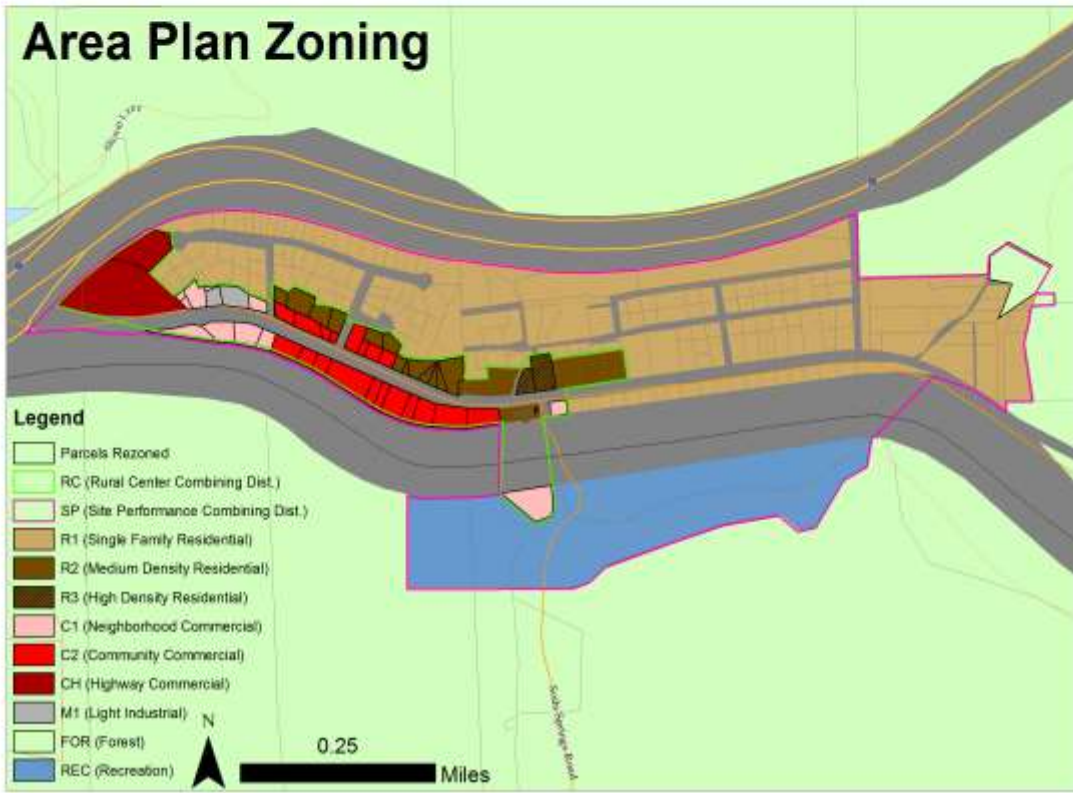 Area Plan Zoning
Legend
Parcels Rezoned
RC (Rural Center Combining Dist.)
SP (Site Performance Combining Dist.)
R1 (Single Family Residential)
R2 (Medium Density Residential)
R3 (High Density Residential)
C1 (Neighborhood Commercial)
C2 (Community Commercial)
CH (Highway Commercial)
M1 (Light Industrial)
FOR (Forest)
REC (Recreation)
N
0.25
Miles
Soda Springs Road